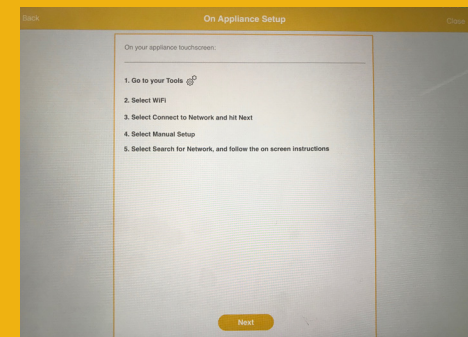 Back
On Appliance Setup
Close
On your appliance touchscreen:
1. Go to your Tools
2. Select WiFi
3. Select Connect to Network and hit Next
4. Select Manual Setup
5. Select Search for Network, and follow the on screen instructions
Next